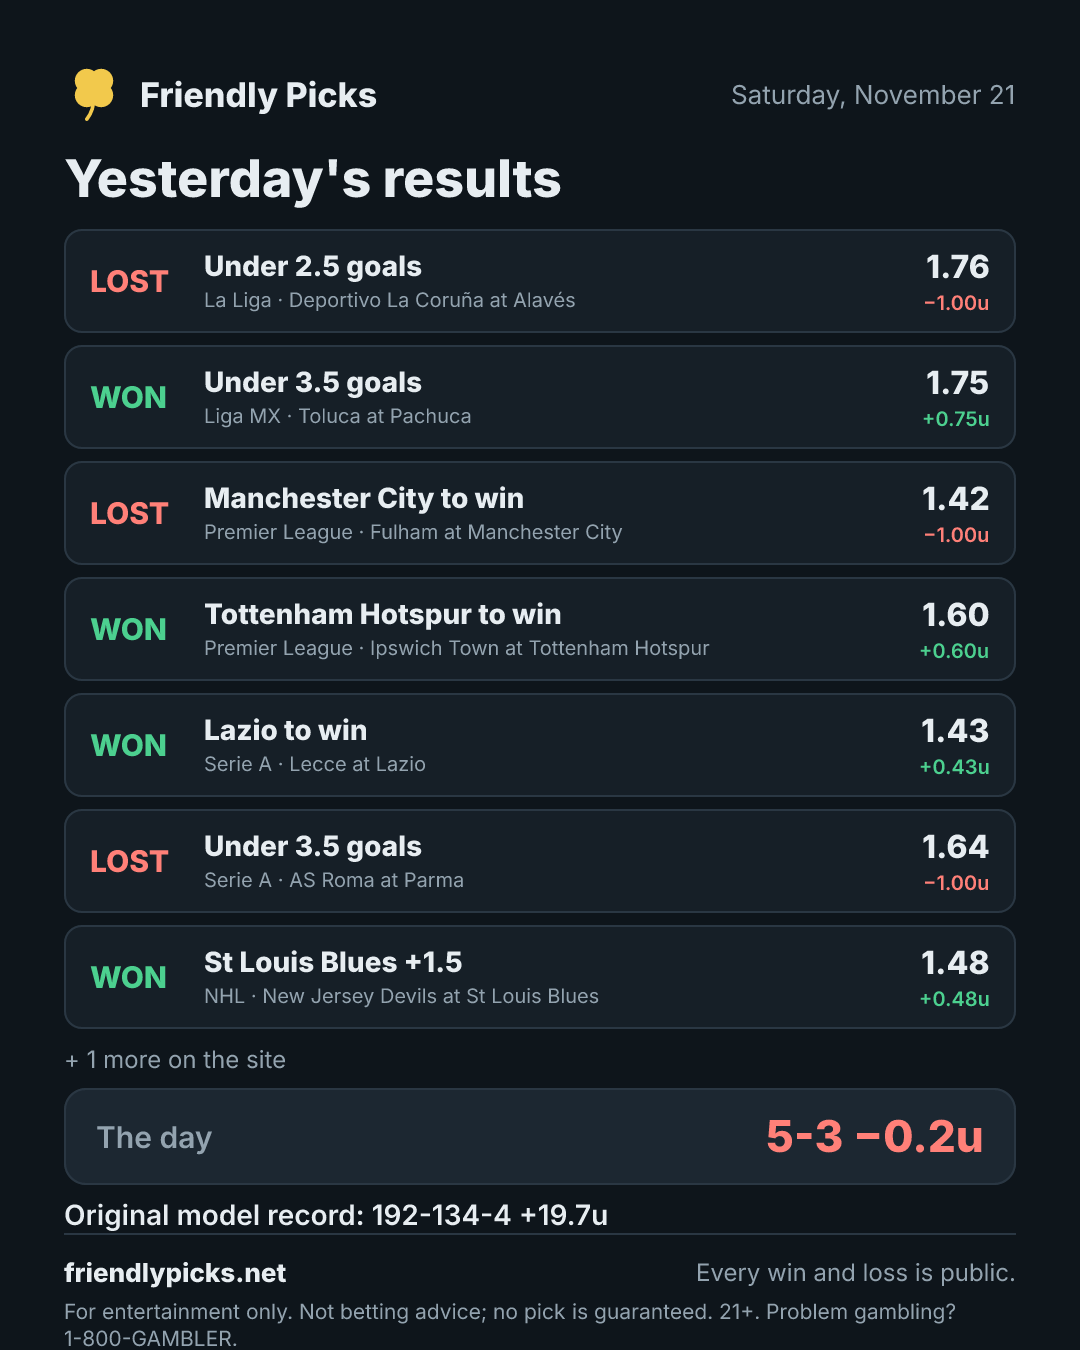 Friendly Picks
Saturday, November 21
Yesterday's results
LOST
Under 2.5 goals
La Liga · Deportivo La Coruña at Alavés
1.76
−1.00u
WON
Under 3.5 goals
Liga MX · Toluca at Pachuca
1.75
+0.75u
LOST
Manchester City to win
Premier League · Fulham at Manchester City
1.42
−1.00u
WON
Tottenham Hotspur to win
Premier League · Ipswich Town at Tottenham Hotspur
1.60
+0.60u
WON
Lazio to win
Serie A · Lecce at Lazio
1.43
+0.43u
LOST
Under 3.5 goals
Serie A · AS Roma at Parma
1.64
−1.00u
WON
St Louis Blues +1.5
NHL · New Jersey Devils at St Louis Blues
1.48
+0.48u
+ 1 more on the site
The day
5-3 −0.2u
Original model record: 192-134-4 +19.7u
friendlypicks.net
Every win and loss is public.
For entertainment only. Not betting advice; no pick is guaranteed. 21+. Problem gambling?
1-800-GAMBLER.